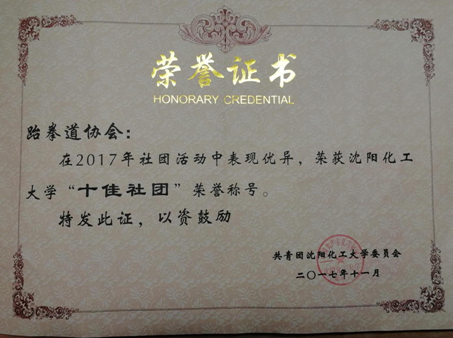 荣誉证书
HONORARY CREDENTIAL
跆拳道协会：
在2017年社团活动中表现优异，荣获沈阳化工
大学“十佳社团”荣誉称号。
特发此证，以资鼓励
共青团沈阳化工大学委员会
二〇一七年十一月